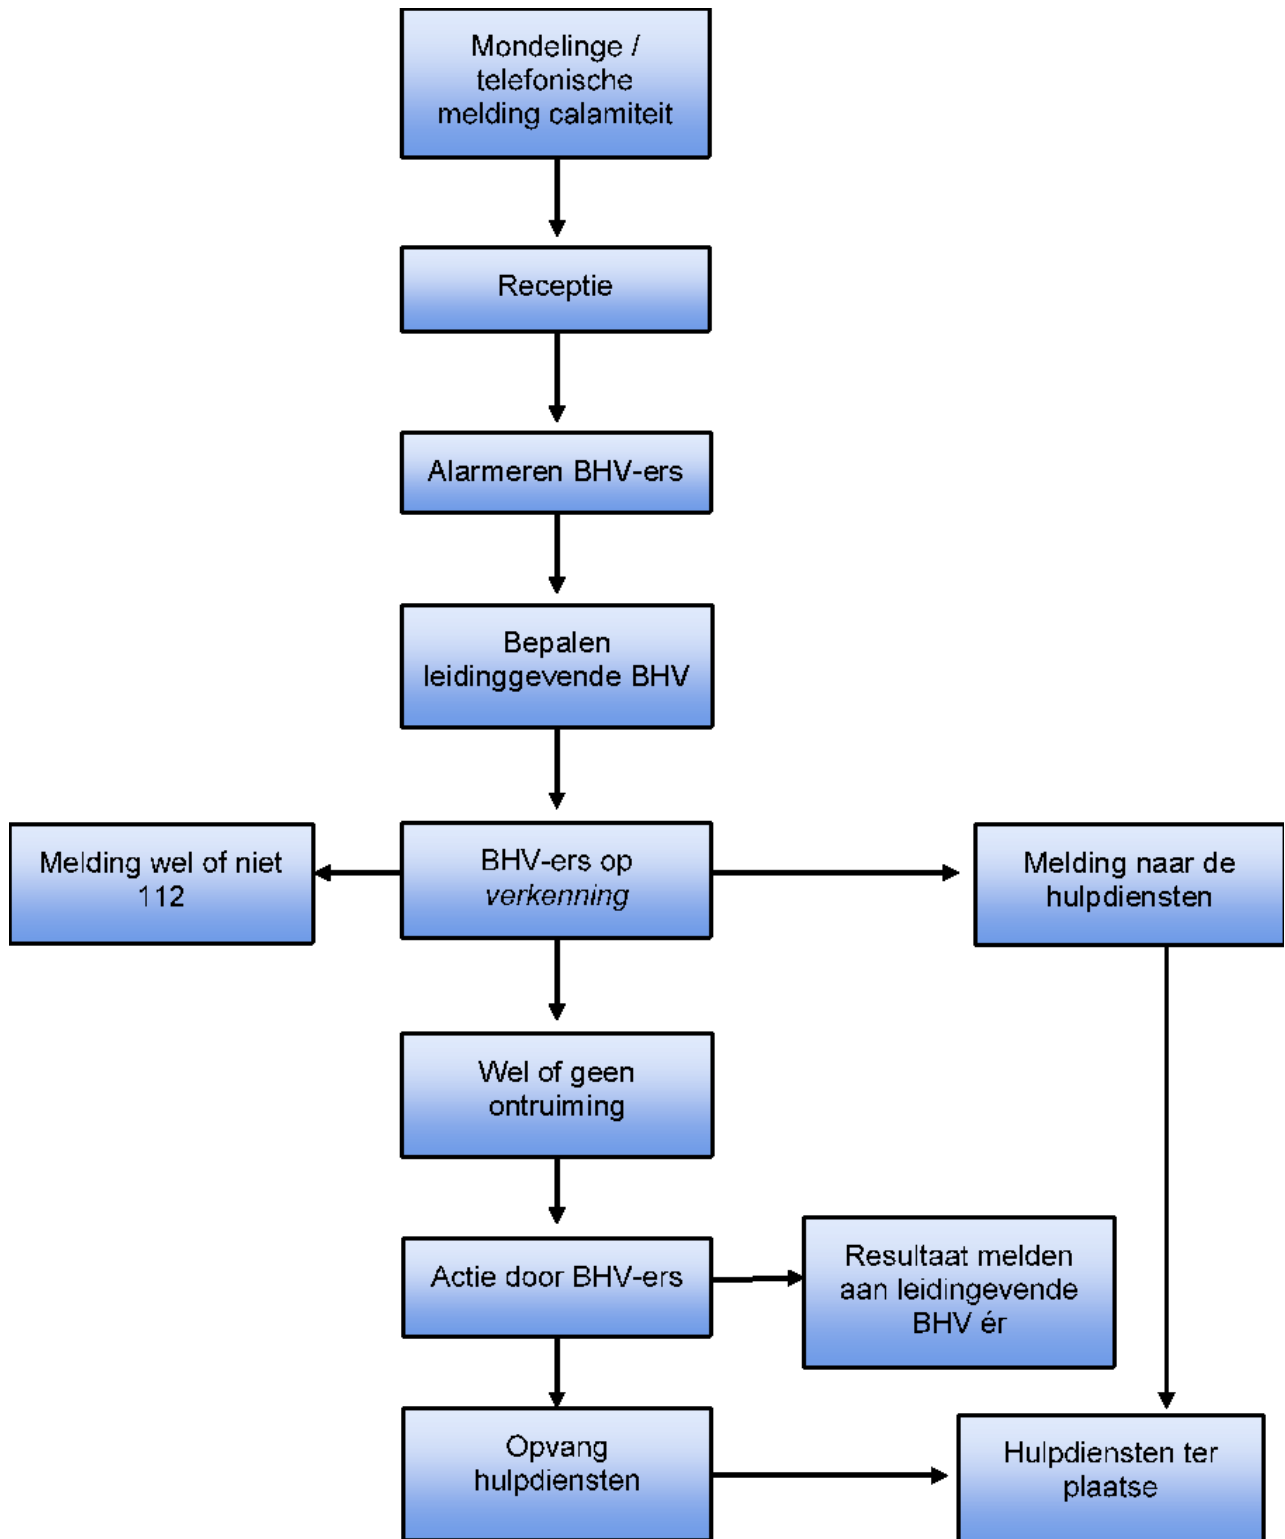 Mondelinge /
telefonische
melding calamiteit
Receptie
Alarmeren BHV-ers
Bepalen
leidinggevende BHV
Melding wel of niet
112
BHV-ers op
verkenning
Melding naar de
hulpdiensten
Wel of geen
ontruiming
Actie door BHV-ers
Resultaat melden
aan leidingevende
BHV ér
Opvang
hulpdiensten
Hulpdiensten ter
plaatse